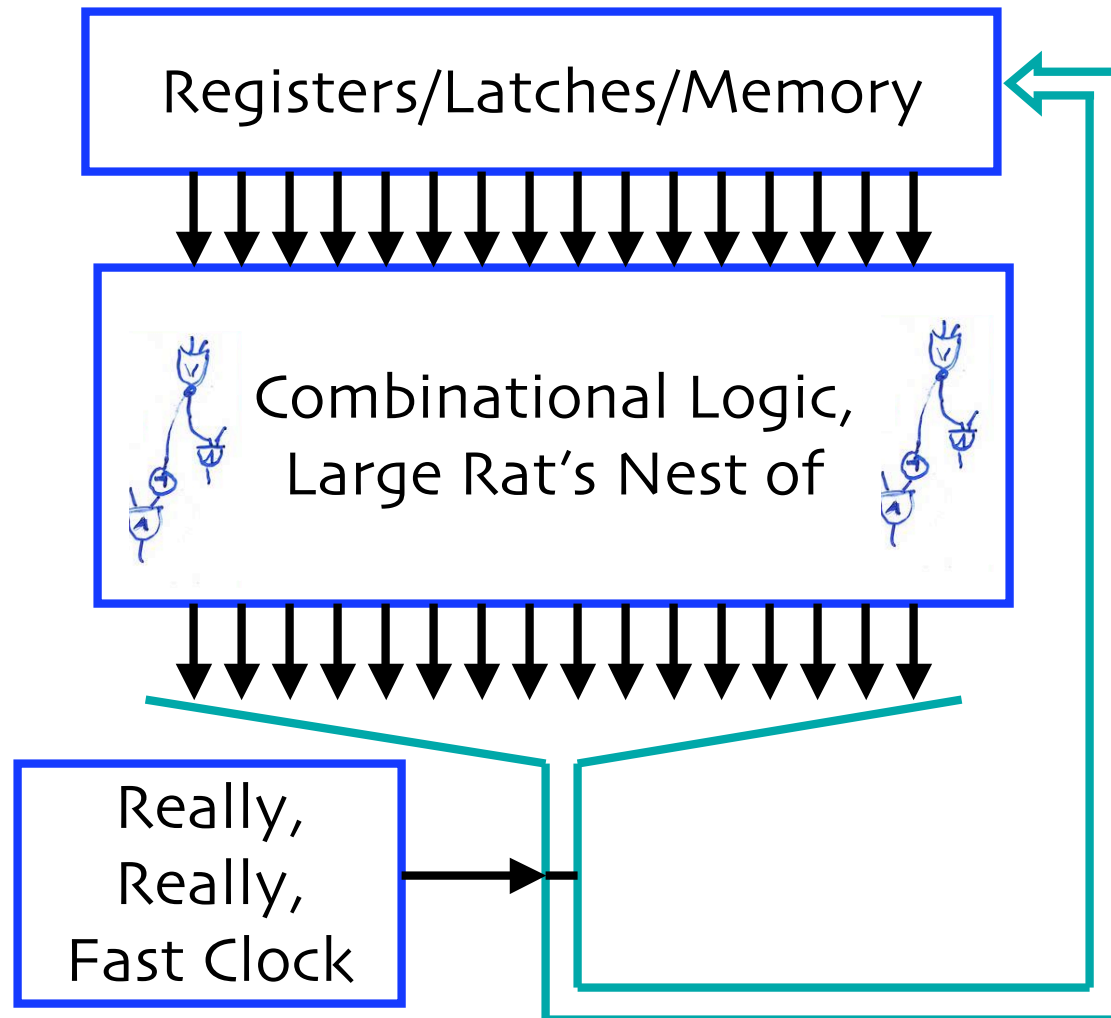 Registers/Latches/Memory
Combinational Logic,
Large Rat's Nest of
Really,
Really,
Fast Clock